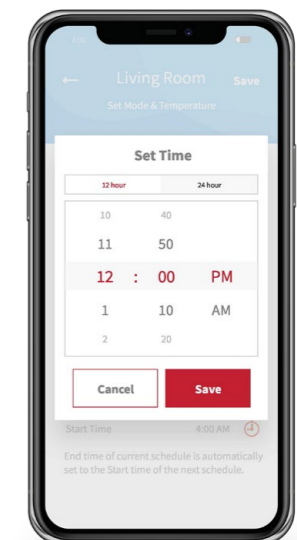 ← Living Room Save
Set Mode & Temperature
Set Time
12 hour 24 hour
10 40
11 50
12 : 00 PM
1 10 AM
2 20
Cancel Save
Start Time 4:00 AM
End time of current schedule is automatically
set to the Start time of the next schedule.